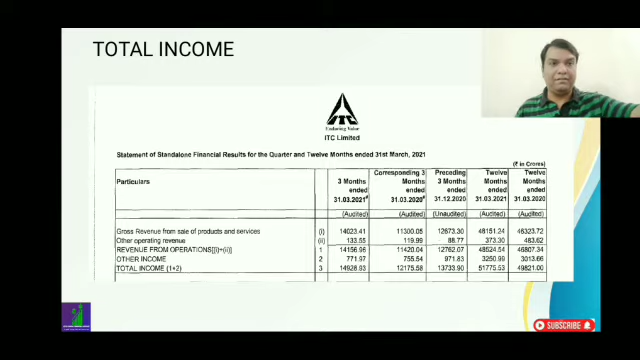 TOTAL INCOME
ITC
Enduring Value
ITC Limited
Statement of Standalone Financial Results for the Quarter and Twelve Months ended 31st March, 2021
(₹ in Crores)
Particulars 3 Months ended 31.03.2021# Corresponding 3 Months ended 31.03.2020# Preceding 3 Months ended 31.12.2020 Twelve Months ended 31.03.2021 Twelve Months ended 31.03.2020
(Audited) (Audited) (Unaudited) (Audited) (Audited)
Gross Revenue from sale of products and services (i) 14023.41 11300.05 12673.30 48151.24 46323.72
Other operating revenue (ii) 133.55 119.99 88.77 373.30 483.62
REVENUE FROM OPERATIONS[(i)+(ii)] 1 14156.96 11420.04 12762.07 48524.54 46807.34
OTHER INCOME 2 771.97 755.54 971.83 3250.99 3013.66
TOTAL INCOME (1+2) 3 14928.93 12175.58 13733.90 51775.53 49821.00
SUBSCRIBE